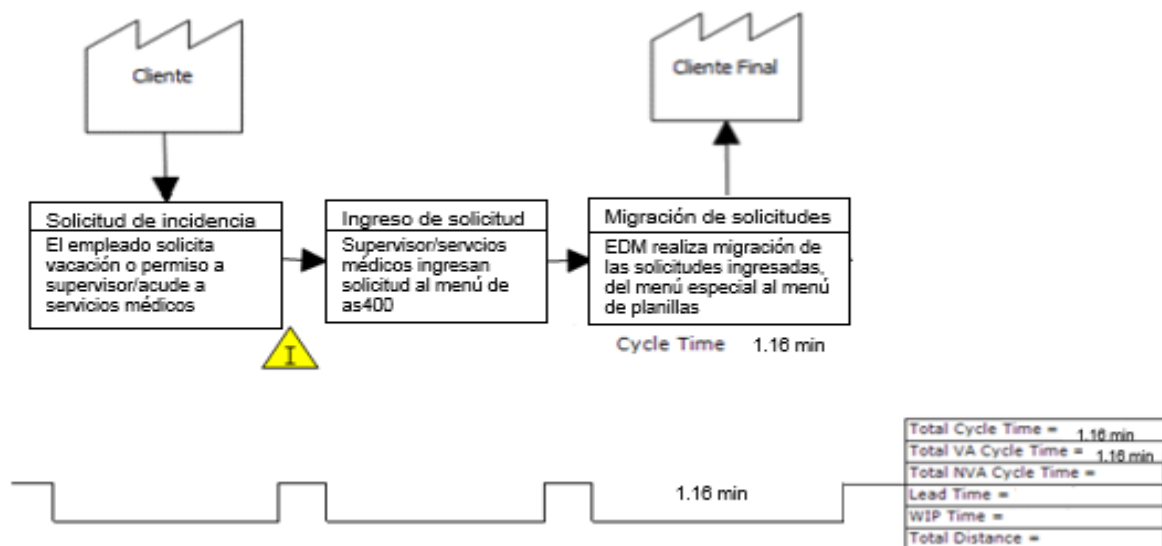 Cliente
Cliente Final
Solicitud de incidencia
El empleado solicita
vacación o permiso a
supervisor/acude a
servicios médicos
Ingreso de solicitud
Supervisor/servcios
médicos ingresan
solicitud al menú de
as400
Migración de solicitudes
EDM realiza migración de
las solicitudes ingresadas,
del menú especial al menú
de planillas
I
Cycle Time 1.16 min
1.16 min
Total Cycle Time = 1.16 min
Total VA Cycle Time = 1.16 min
Total NVA Cycle Time =
Lead Time =
WIP Time =
Total Distance =